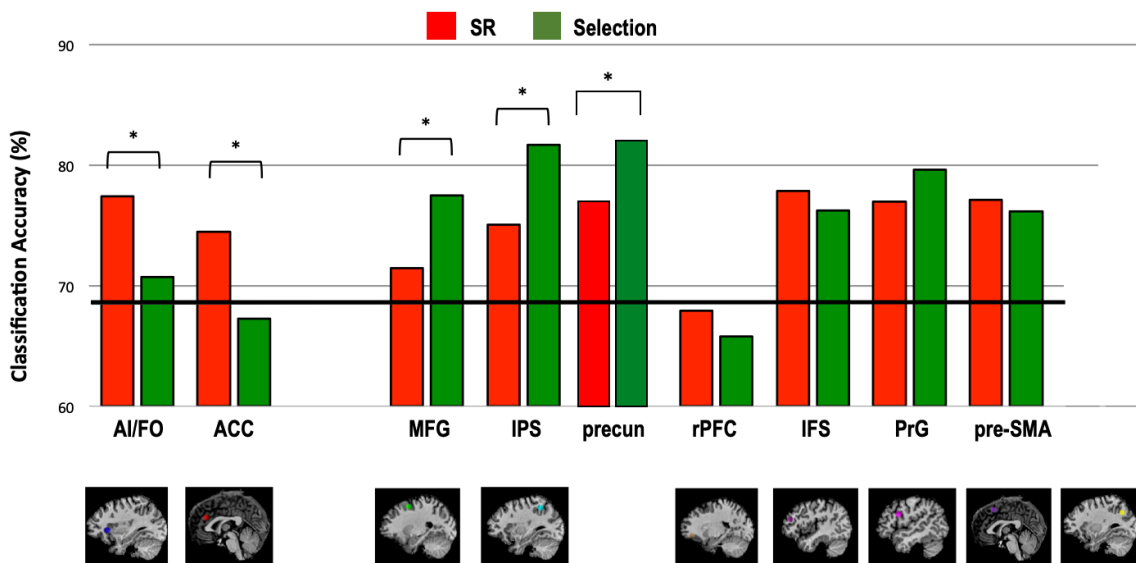 SR Selection
90
80
70
60
Classification Accuracy (%)
* * * * *
AI/FO ACC MFG IPS precun rPFC IFS PrG pre-SMA